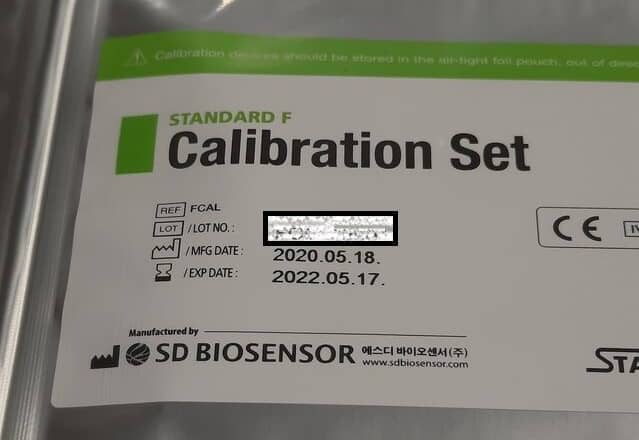 Calibration devices should be stored in the air-tight foil pouch, out of
STANDARD F
Calibration Set
REF FCAL
LOT /LOT NO.:
/MFG DATE: 2020.05.18.
/EXP DATE: 2022.05.17.
CE
Manufactured by
SD BIOSENSOR 에스디 바이오센서(주)
www.sdbiosensor.com